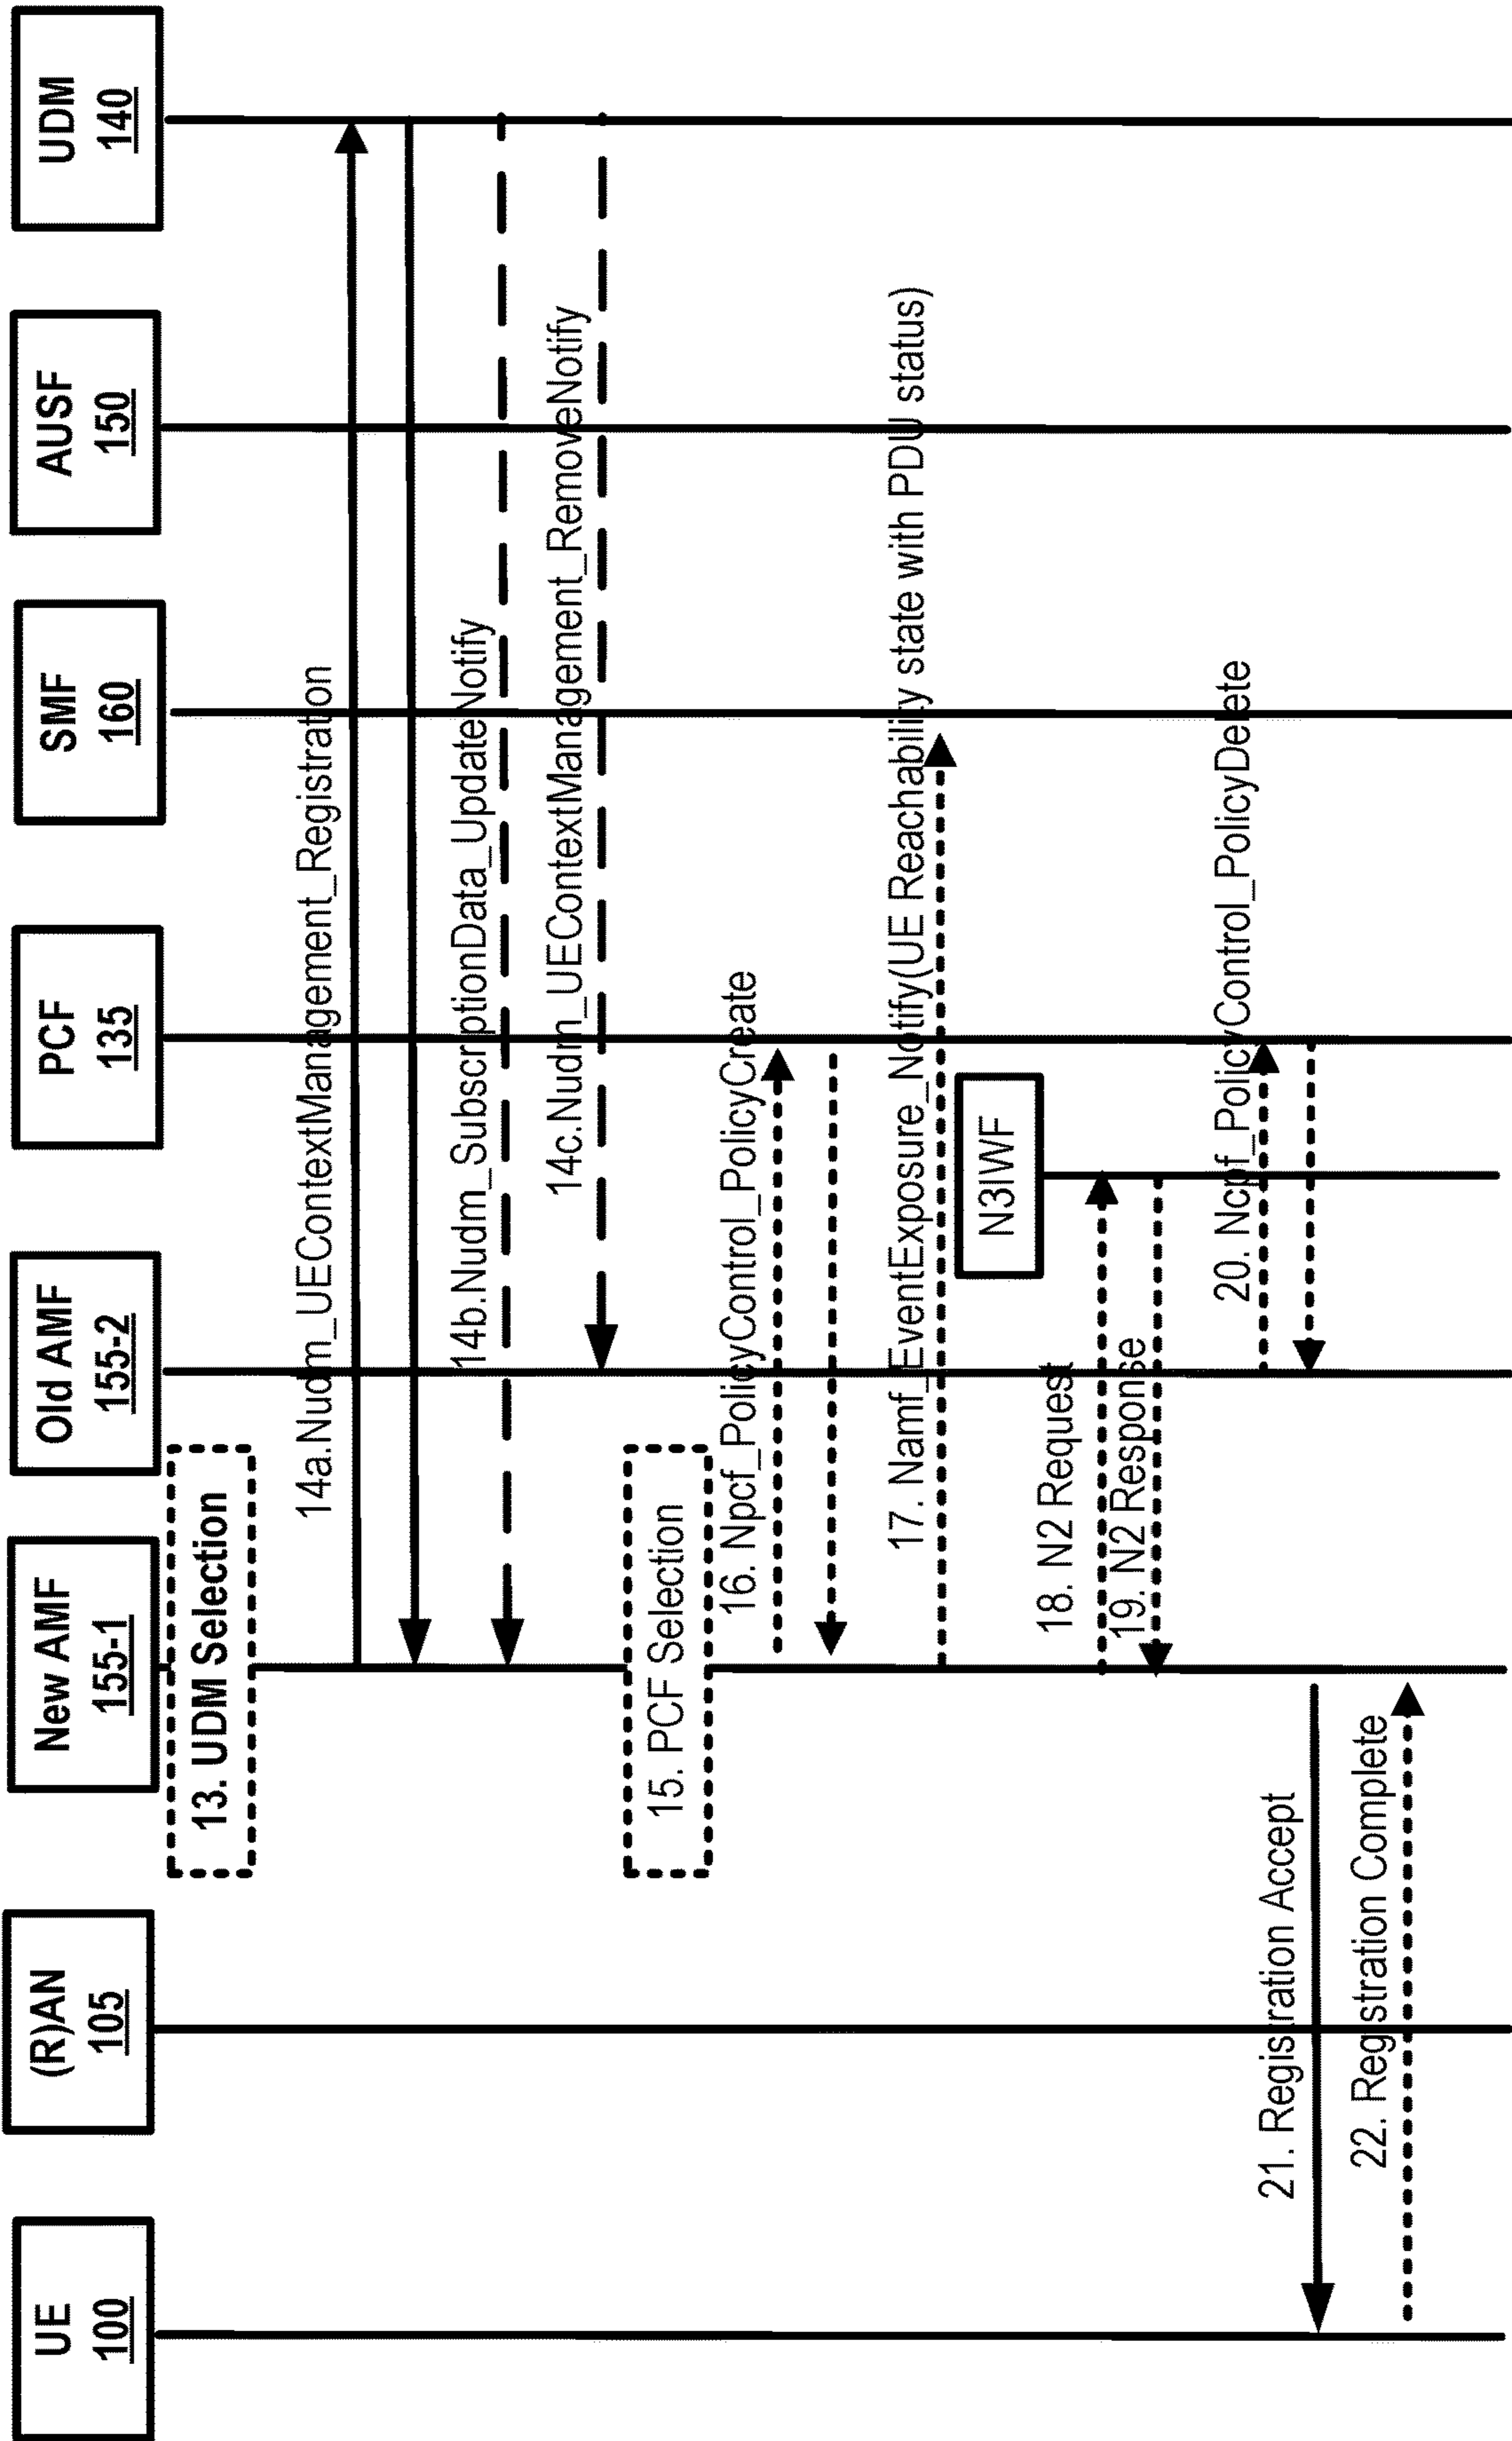 UE
100
(R)AN
105
New AMF
155-1
Old AMF
155-2
PCF
135
SMF
160
AUSF
150
UDM
140
13. UDM Selection
14a.Nudm_UEContextManagement_Registration
14b.Nudm_SubscriptionData_UpdateNotify
14c.Nudm_UEContextManagement_RemoveNotify
15. PCF Selection
16. Npcf_PolicyControl_PolicyCreate
17. Namf_EventExposure_Notify(UE Reachability state with PDU status)
N3IWF
18. N2 Request
19. N2 Response
20. Ncpf_PolicyControl_PolicyDelete
21. Registration Accept
22. Registration Complete